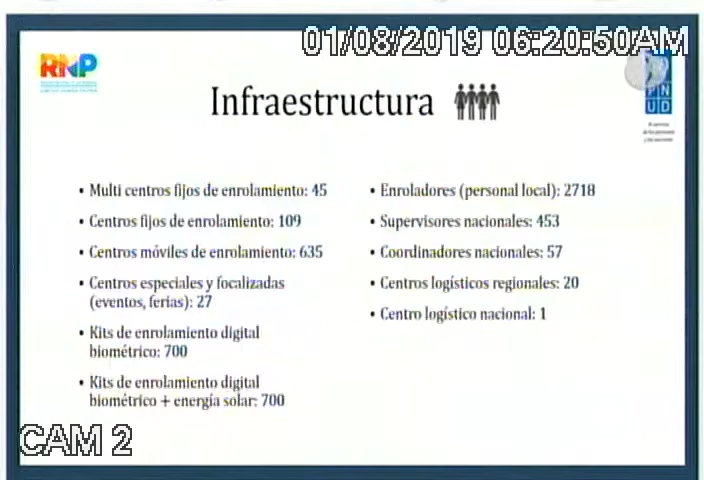 01/08/2019 06:20:50AM
RNP
PN
UD
Infraestructura
• Multi centros fijos de enrolamiento: 45
• Centros fijos de enrolamiento: 109
• Centros móviles de enrolamiento: 635
• Centros especiales y focalizadas
(eventos, ferias): 27
• Kits de enrolamiento digital
biométrico: 700
• Kits de enrolamiento digital
biométrico + energía solar: 700
• Enroladores (personal local): 2718
• Supervisores nacionales: 453
• Coordinadores nacionales: 57
• Centros logísticos regionales: 20
• Centro logístico nacional: 1
CAM 2